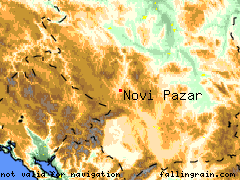 Novi Pazar
not valid for navigation
fallingrain.com